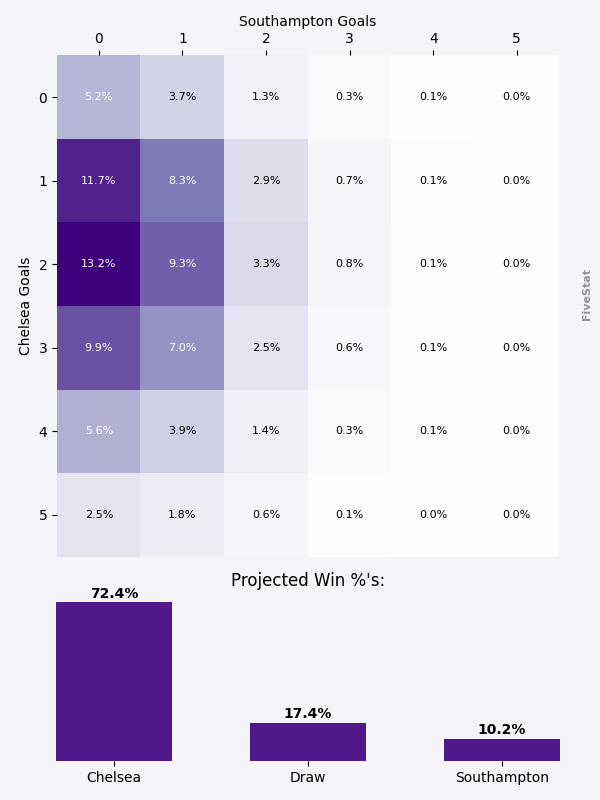 Southampton Goals
0 1 2 3 4 5
0 5.2% 3.7% 1.3% 0.3% 0.1% 0.0%
1 11.7% 8.3% 2.9% 0.7% 0.1% 0.0%
2 13.2% 9.3% 3.3% 0.8% 0.1% 0.0%
3 9.9% 7.0% 2.5% 0.6% 0.1% 0.0%
4 5.6% 3.9% 1.4% 0.3% 0.1% 0.0%
5 2.5% 1.8% 0.6% 0.1% 0.0% 0.0%
Chelsea Goals
FiveStat
Projected Win %'s:
72.4% 17.4% 10.2%
Chelsea Draw Southampton